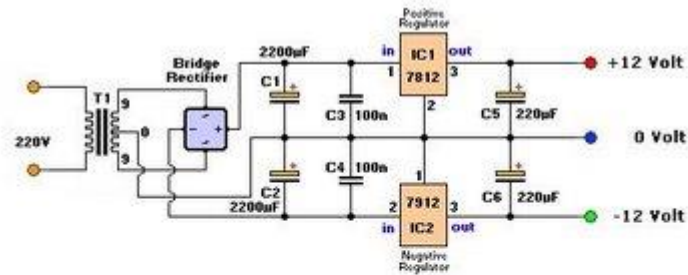 Positive
Regulator
Bridge
Rectifier
2200µF
in
IC1
7812
out
1
3
2
+12 Volt
T1
9
0
9
220V
- +
C1
+
C3
100n
+
C5
220µF
0 Volt
C2
+
2200µF
C4
100n
1
7912
IC2
2
3
in
out
+
C6
220µF
-12 Volt
Negative
Regulator